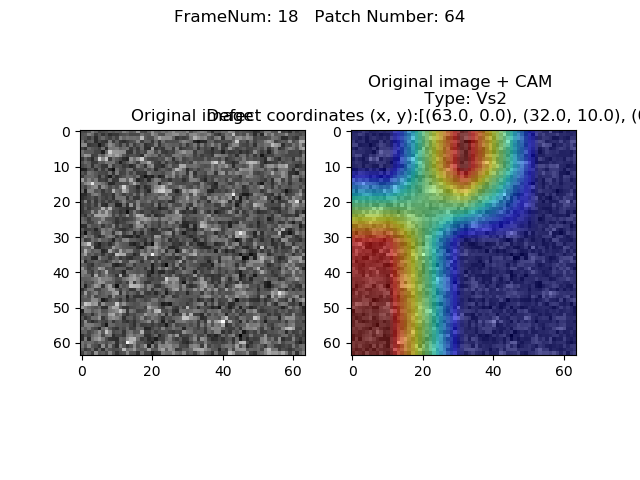 FrameNum: 18 Patch Number: 64
Original image + CAM
Type: Vs2
Original image
Defect coordinates (x, y):[(63.0, 0.0), (32.0, 10.0), (
0
10
20
30
40
50
60
0 20 40 60
0
10
20
30
40
50
60
0 20 40 60